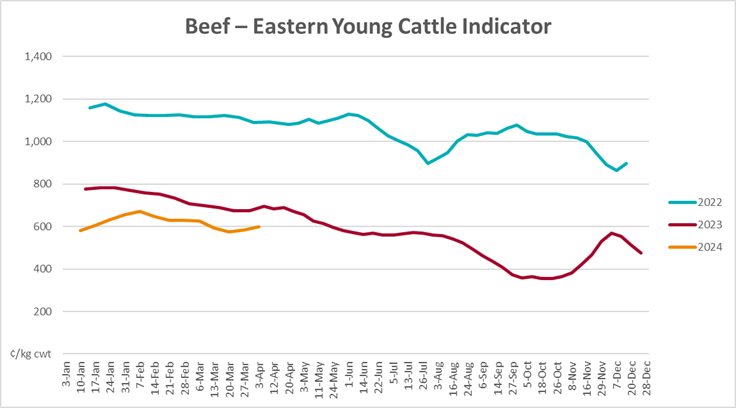 Beef – Eastern Young Cattle Indicator
1,400
1,200
1,000
800
600
400
200
¢/kg cwt
3-Jan
10-Jan
17-Jan
24-Jan
31-Jan
7-Feb
14-Feb
21-Feb
28-Feb
6-Mar
13-Mar
20-Mar
27-Mar
3-Apr
12-Apr
20-Apr
27-Apr
3-May
11-May
24-May
1-Jun
14-Jun
22-Jun
5-Jul
13-Jul
26-Jul
3-Aug
16-Aug
24-Aug
6-Sep
14-Sep
27-Sep
5-Oct
18-Oct
26-Oct
8-Nov
16-Nov
29-Nov
7-Dec
20-Dec
28-Dec
2022
2023
2024